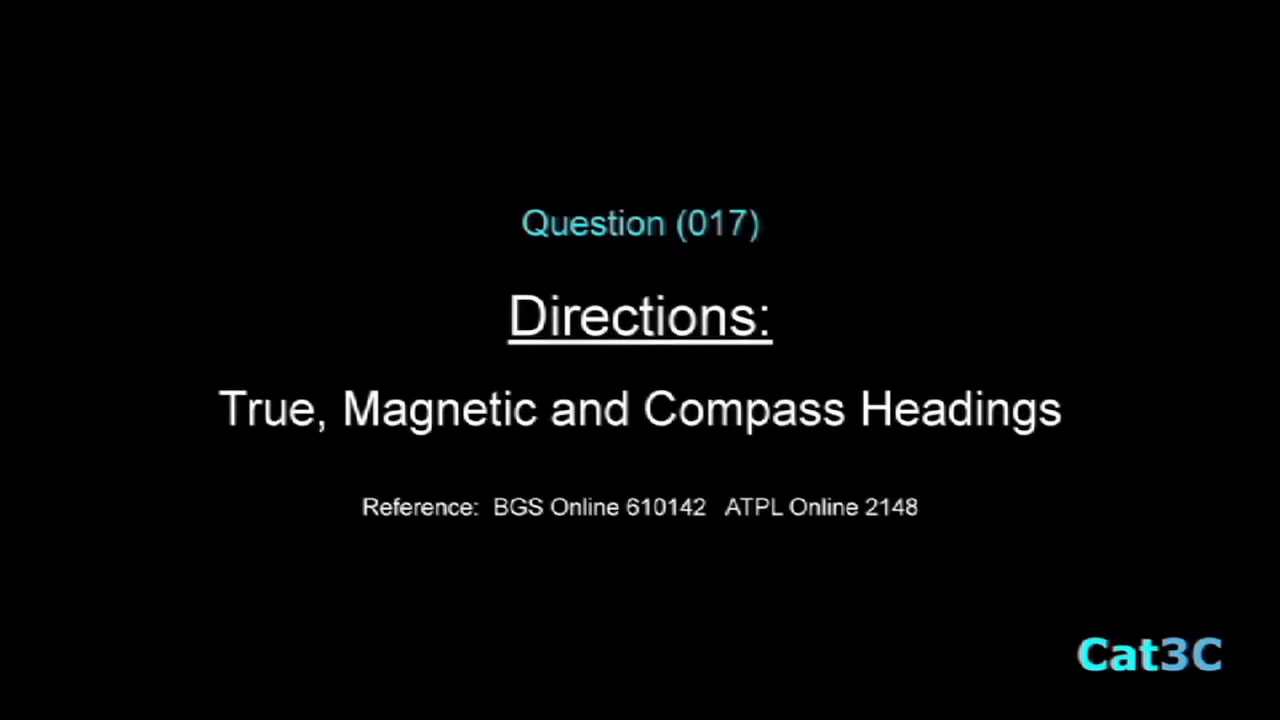 Question (017)
Directions:
True, Magnetic and Compass Headings
Reference: BGS Online 610142 ATPL Online 2148
Cat3C